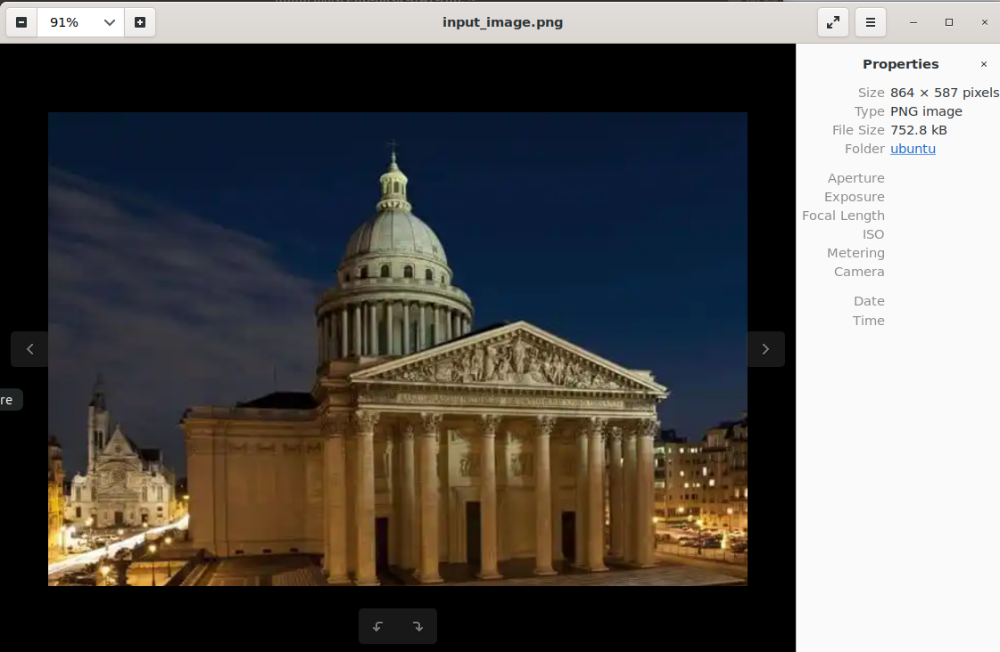 91%
input_image.png
Properties
Size 864 × 587 pixels
Type PNG image
File Size 752.8 kB
Folder ubuntu
Aperture
Exposure
Focal Length
ISO
Metering
Camera
Date
Time
re